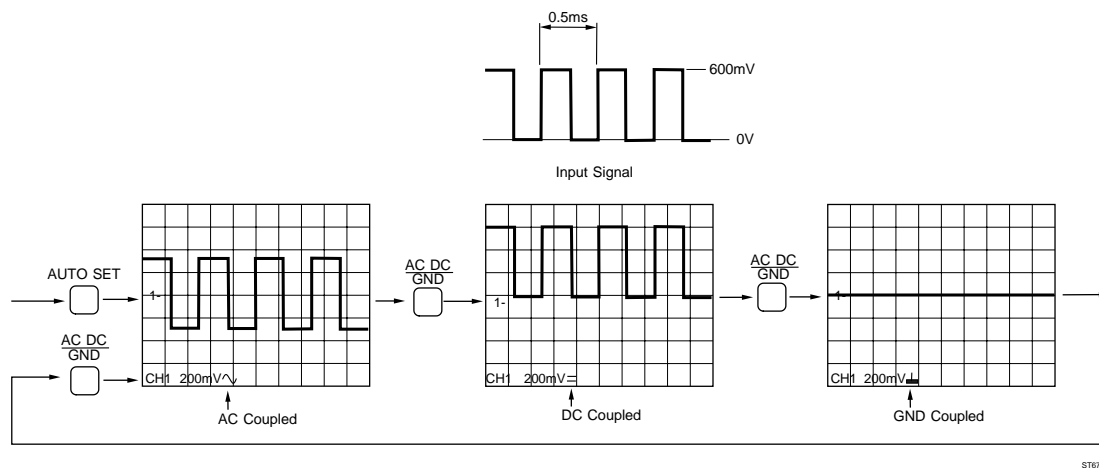 0.5ms
600mV
0V
Input Signal
AUTO SET
1-
AC DC
GND
CH1 200mV
AC Coupled
AC DC
GND
1-
CH1 200mV
DC Coupled
AC DC
GND
1-
CH1 200mV
GND Coupled
ST67